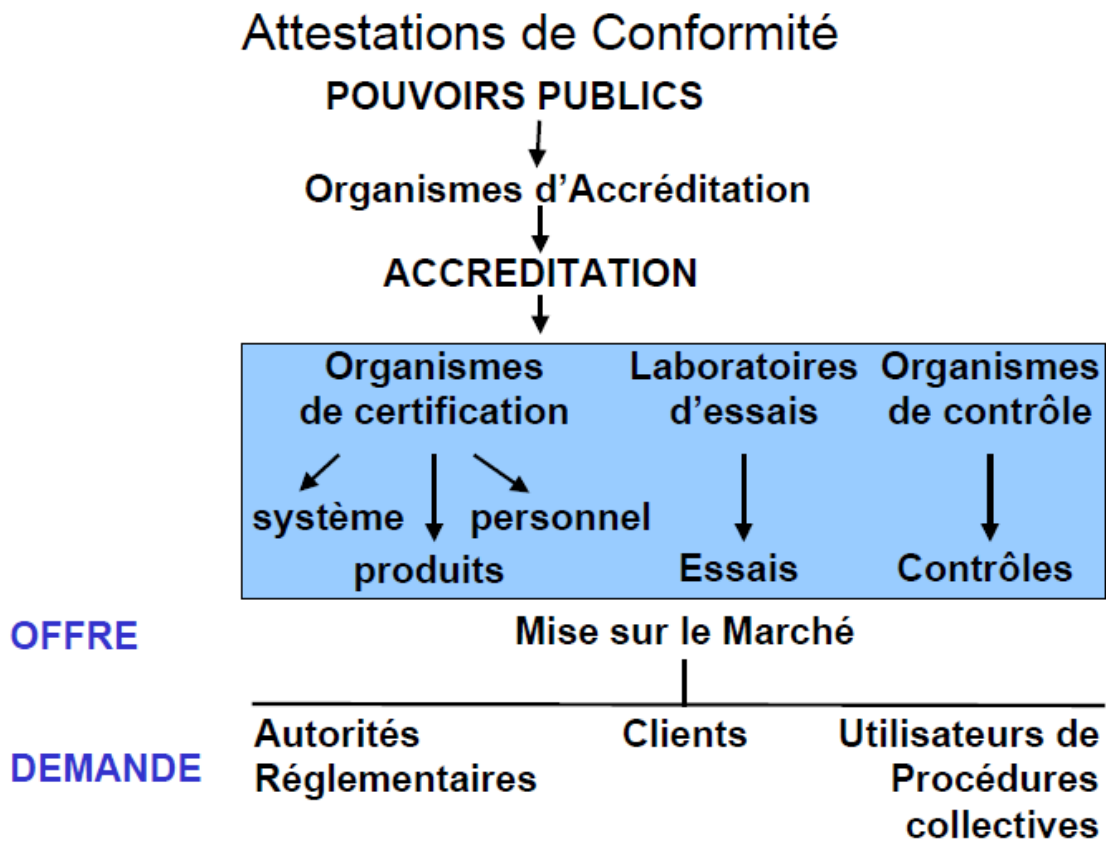 Attestations de Conformité
POUVOIRS PUBLICS
Organismes d'Accréditation
ACCREDITATION
Organismes
de certification
Laboratoires
d'essais
Organismes
de contrôle
système
personnel
produits
Essais
Contrôles
OFFRE
Mise sur le Marché
DEMANDE
Autorités
Réglementaires
Clients
Utilisateurs de
Procédures
collectives